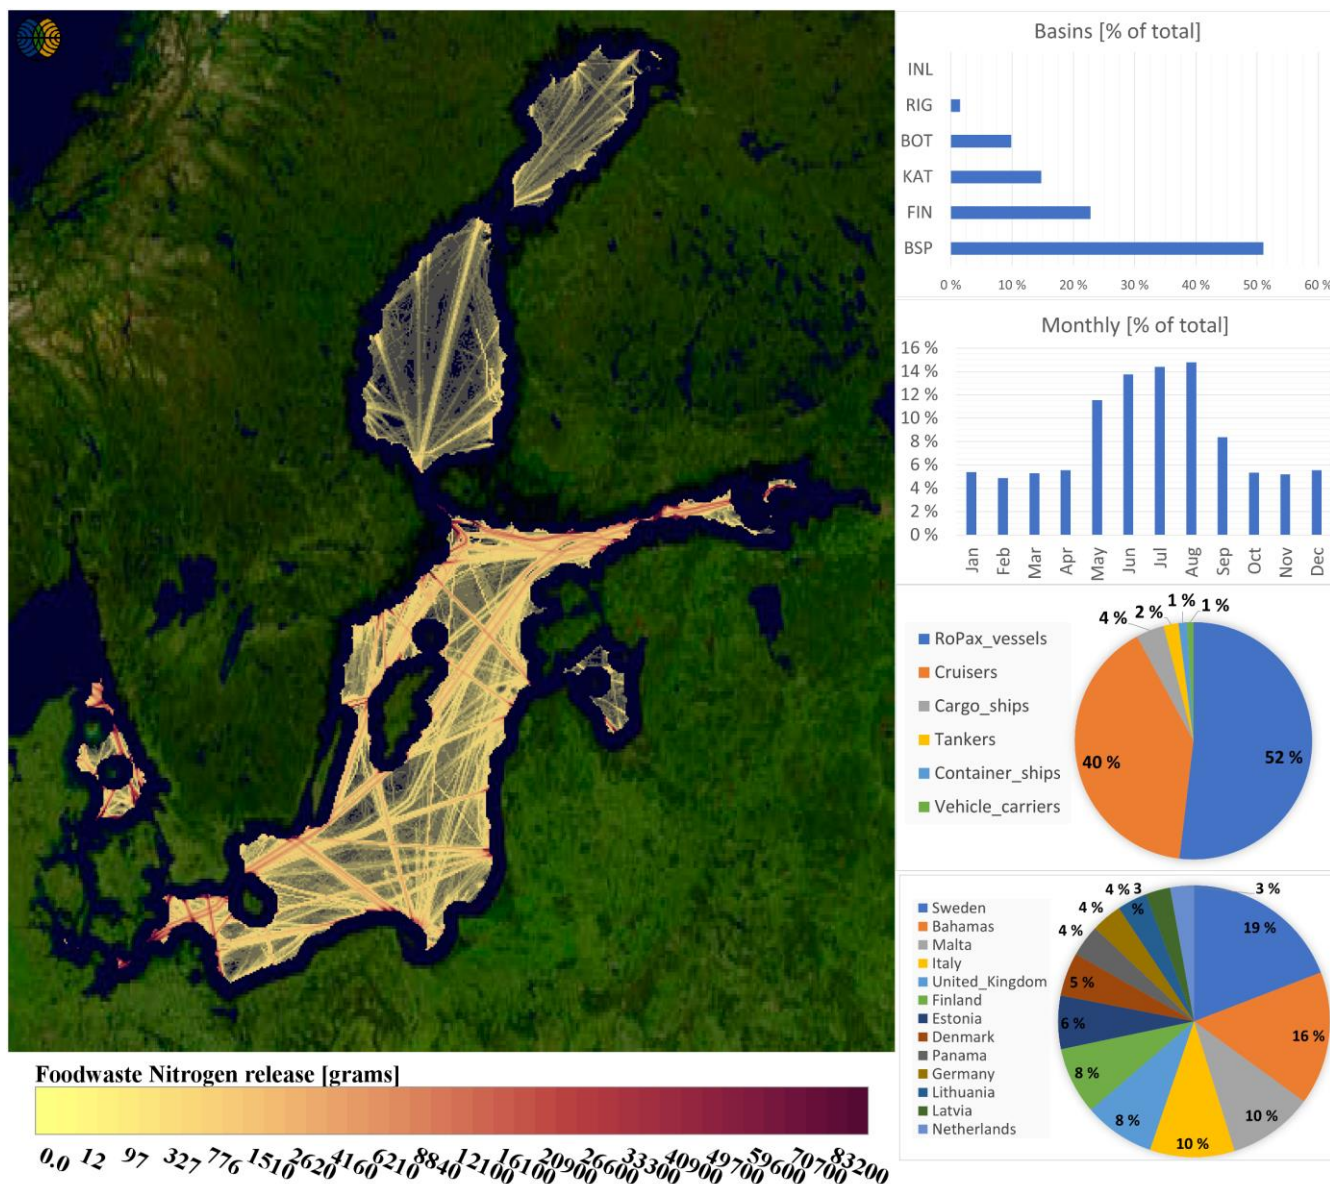 Basins [% of total]
INL
RIG
BOT
KAT
FIN
BSP
0 %
10 %
20 %
30 %
40 %
50 %
60 %
Monthly [% of total]
16 %
14 %
12 %
10 %
8 %
6 %
4 %
2 %
0 %
Jan
Feb
Mar
Apr
May
Jun
Jul
Aug
Sep
Oct
Nov
Dec
RoPax_vessels
Cruisers
Cargo_ships
Tankers
Container_ships
Vehicle_carriers
4 %
2 %
1 %
1 %
40 %
52 %
Sweden
Bahamas
Malta
Italy
United_Kingdom
Finland
Estonia
Denmark
Panama
Germany
Lithuania
Latvia
Netherlands
4 %
3
%
3 %
4 %
4 %
19 %
5 %
6 %
16 %
8 %
8 %
10 %
10 %
Foodwaste Nitrogen release [grams]
0.0
12
97
327
776
1510
2620
4160
6210
8840
12100
16100
20900
26600
33300
40900
49700
59600
70700
83200